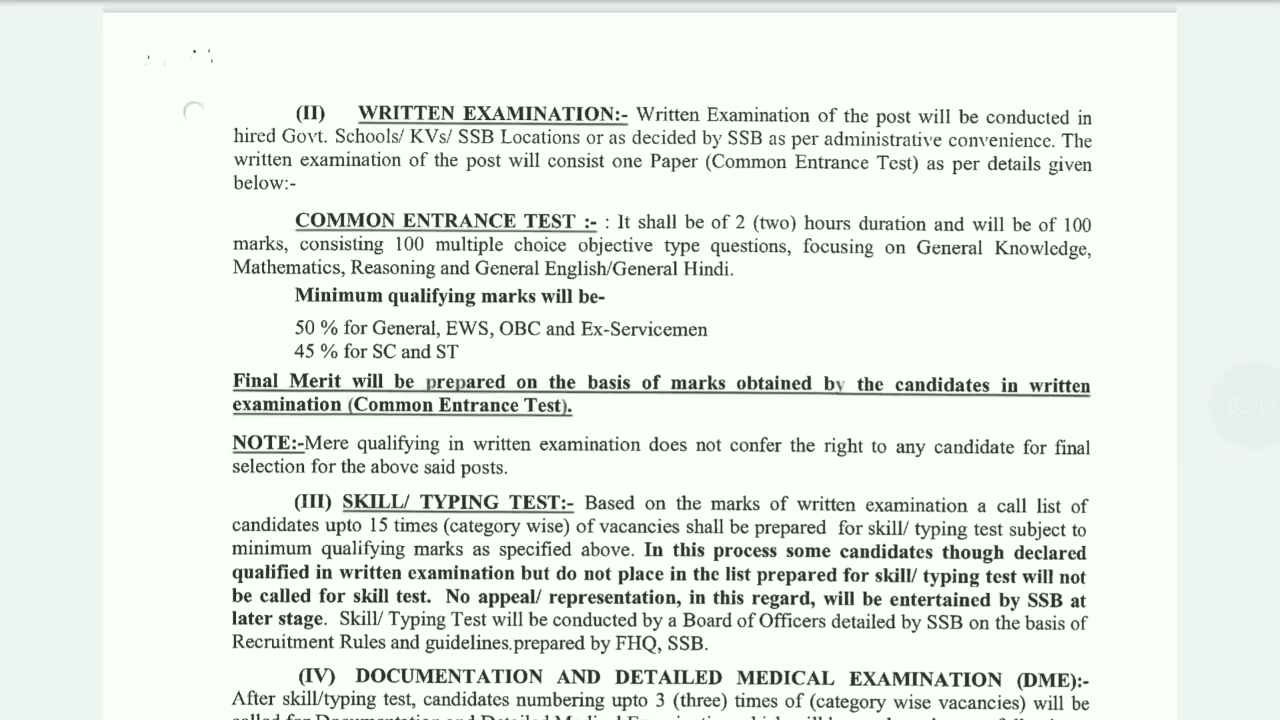 (II) WRITTEN EXAMINATION:- Written Examination of the post will be conducted in
hired Govt. Schools/ KVs/ SSB Locations or as decided by SSB as per administrative convenience. The
written examination of the post will consist one Paper (Common Entrance Test) as per details given
below:-
COMMON ENTRANCE TEST :- : It shall be of 2 (two) hours duration and will be of 100
marks, consisting 100 multiple choice objective type questions, focusing on General Knowledge,
Mathematics, Reasoning and General English/General Hindi.
Minimum qualifying marks will be-
50 % for General, EWS, OBC and Ex-Servicemen
45 % for SC and ST
Final Merit will be prepared on the basis of marks obtained by the candidates in written
examination (Common Entrance Test).
NOTE:-Mere qualifying in written examination does not confer the right to any candidate for final
selection for the above said posts.
(III) SKILL/ TYPING TEST:- Based on the marks of written examination a call list of
candidates upto 15 times (category wise) of vacancies shall be prepared for skill/ typing test subject to
minimum qualifying marks as specified above. In this process some candidates though declared
qualified in written examination but do not place in the list prepared for skill/ typing test will not
be called for skill test. No appeal/ representation, in this regard, will be entertained by SSB at
later stage. Skill/ Typing Test will be conducted by a Board of Officers detailed by SSB on the basis of
Recruitment Rules and guidelines.prepared by FHQ, SSB.
(IV) DOCUMENTATION AND DETAILED MEDICAL EXAMINATION (DME):-
After skill/typing test, candidates numbering upto 3 (three) times of (category wise vacancies) will be
05:17